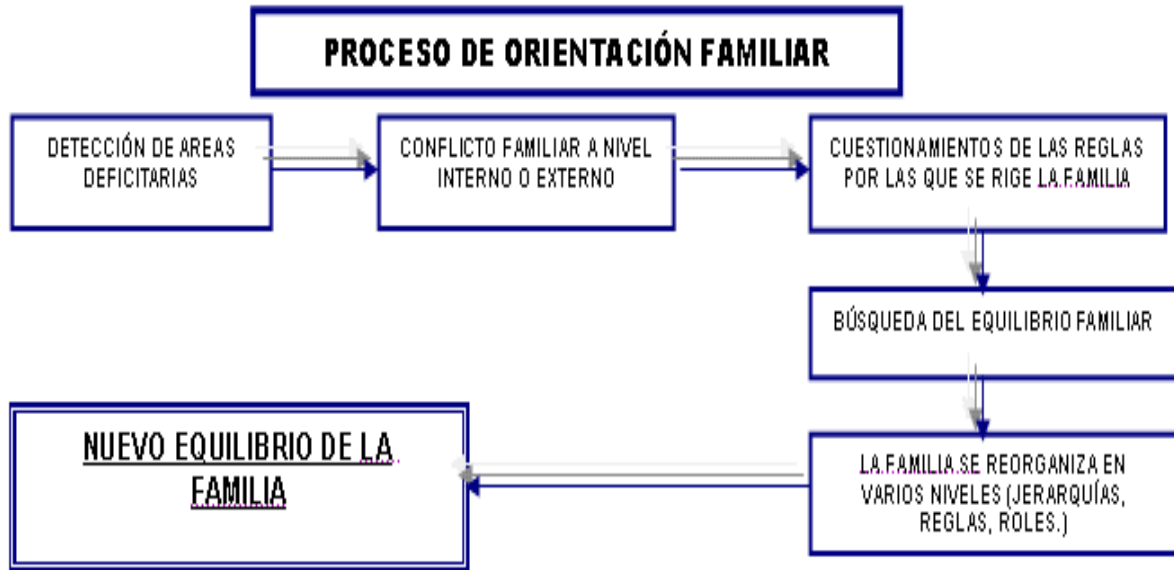 PROCESO DE ORIENTACIÓN FAMILIAR
DETECCIÓN DE AREAS
DEFICITARIAS
CONFLICTO FAMILIAR A NIVEL
INTERNO O EXTERNO
CUESTIONAMIENTOS DE LAS REGLAS
POR LAS QUE SE RIGE LA FAMILIA
BÚSQUEDA DEL EQUILIBRIO FAMILIAR
LA FAMILIA SE REORGANIZA EN
VARIOS NIVELES (JERARQUÍAS,
REGLAS, ROLES.)
NUEVO EQUILIBRIO DE LA
FAMILIA